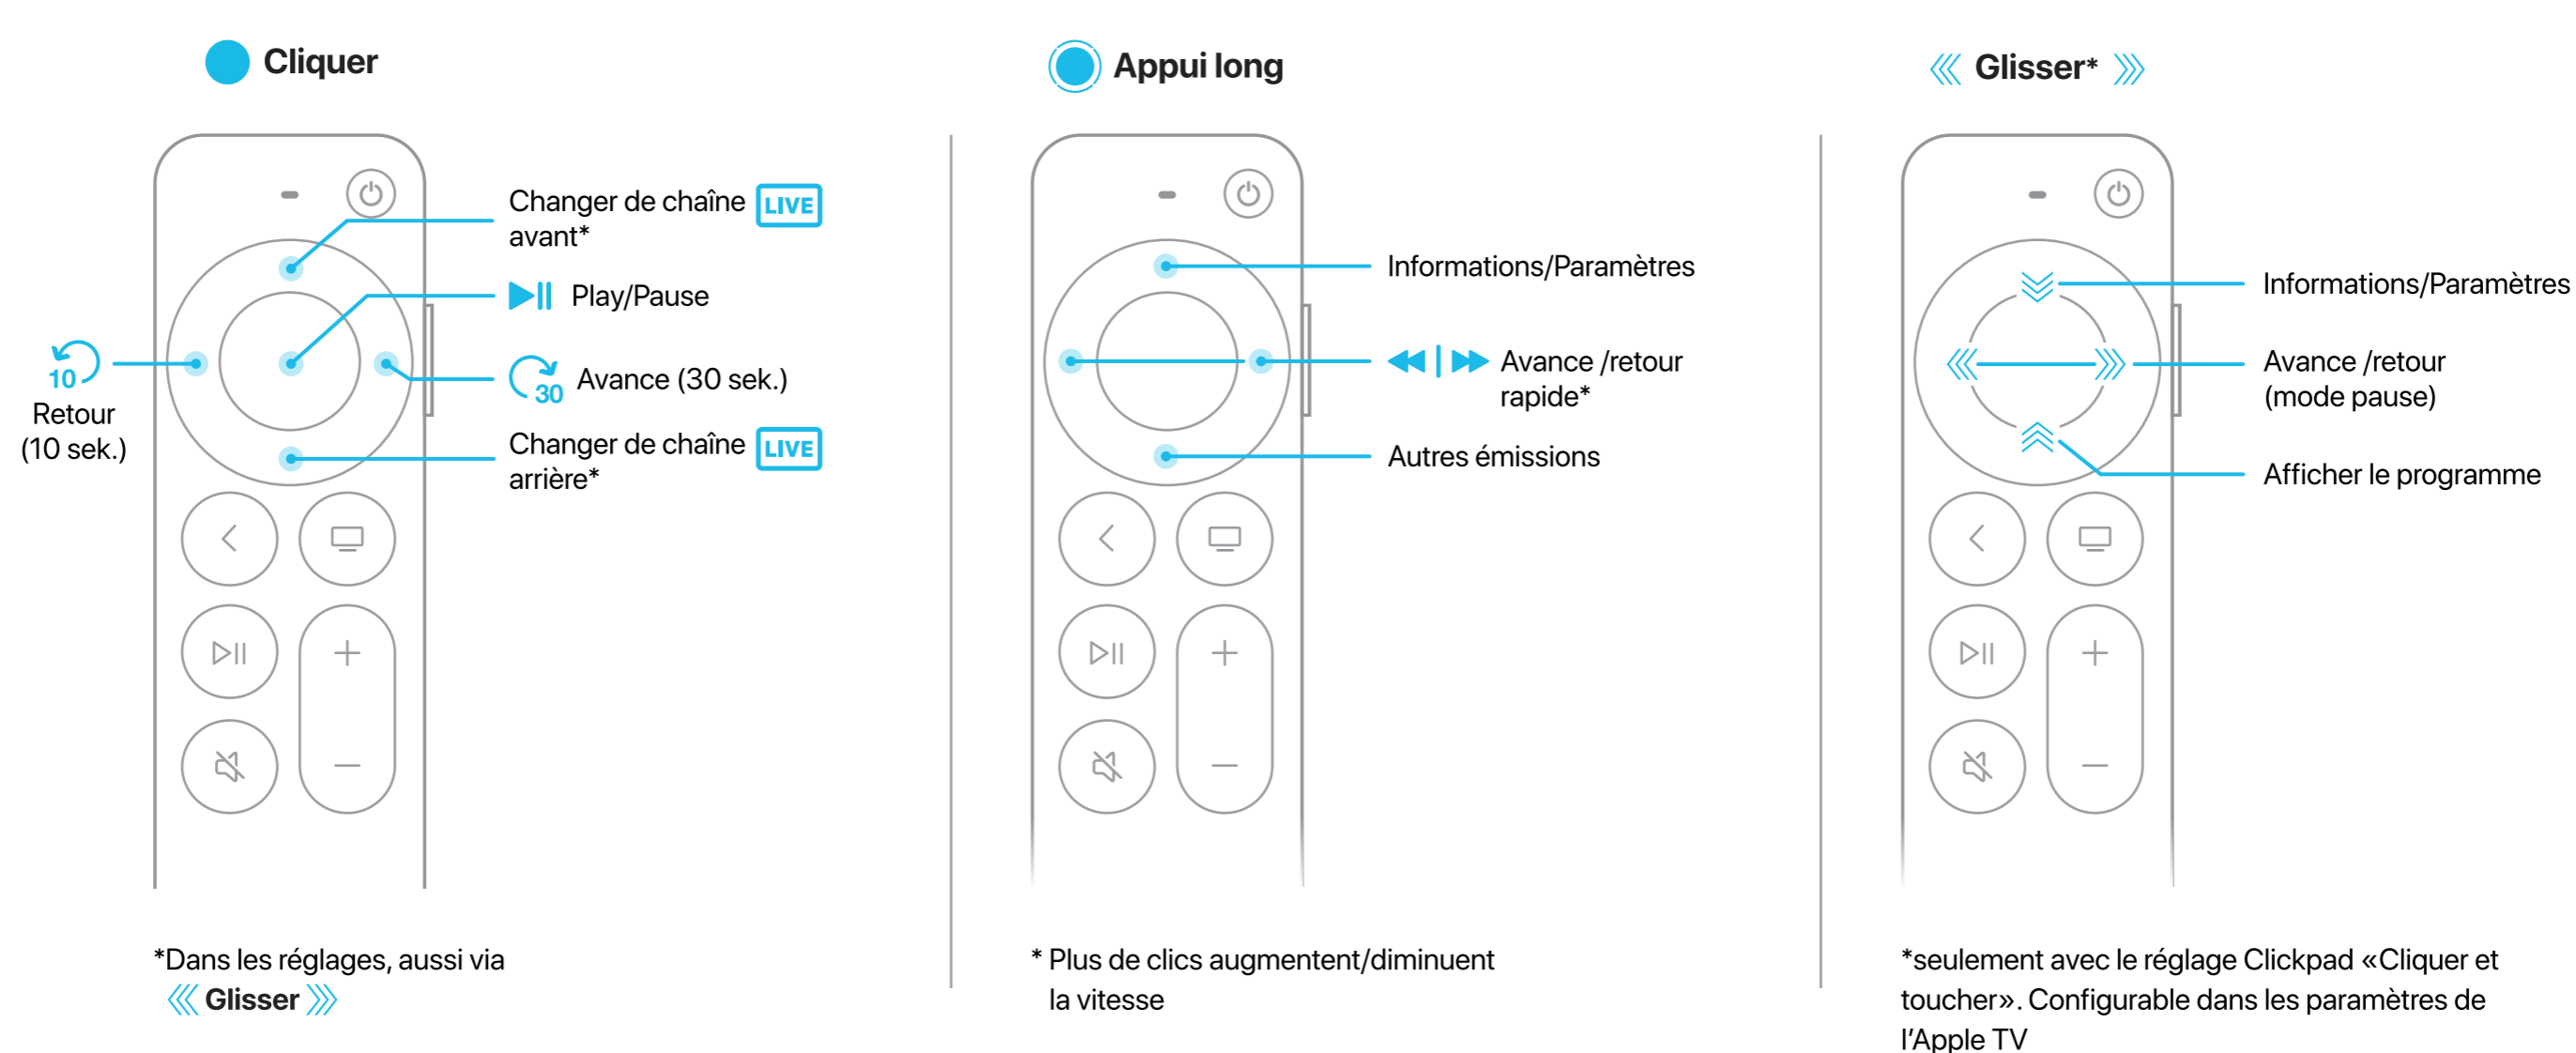 Cliquer
Changer de chaîne LIVE
avant*
Play/Pause
10
Retour
(10 sek.)
30 Avance (30 sek.)
Changer de chaîne LIVE
arrière*
*Dans les réglages, aussi via
Glisser
Appui long
Informations/Paramètres
Avance /retour
rapide*
Autres émissions
* Plus de clics augmentent/diminuent
la vitesse
Glisser*
Informations/Paramètres
Avance /retour
(mode pause)
Afficher le programme
*seulement avec le réglage Clickpad «Cliquer et
toucher». Configurable dans les paramètres de
l’Apple TV